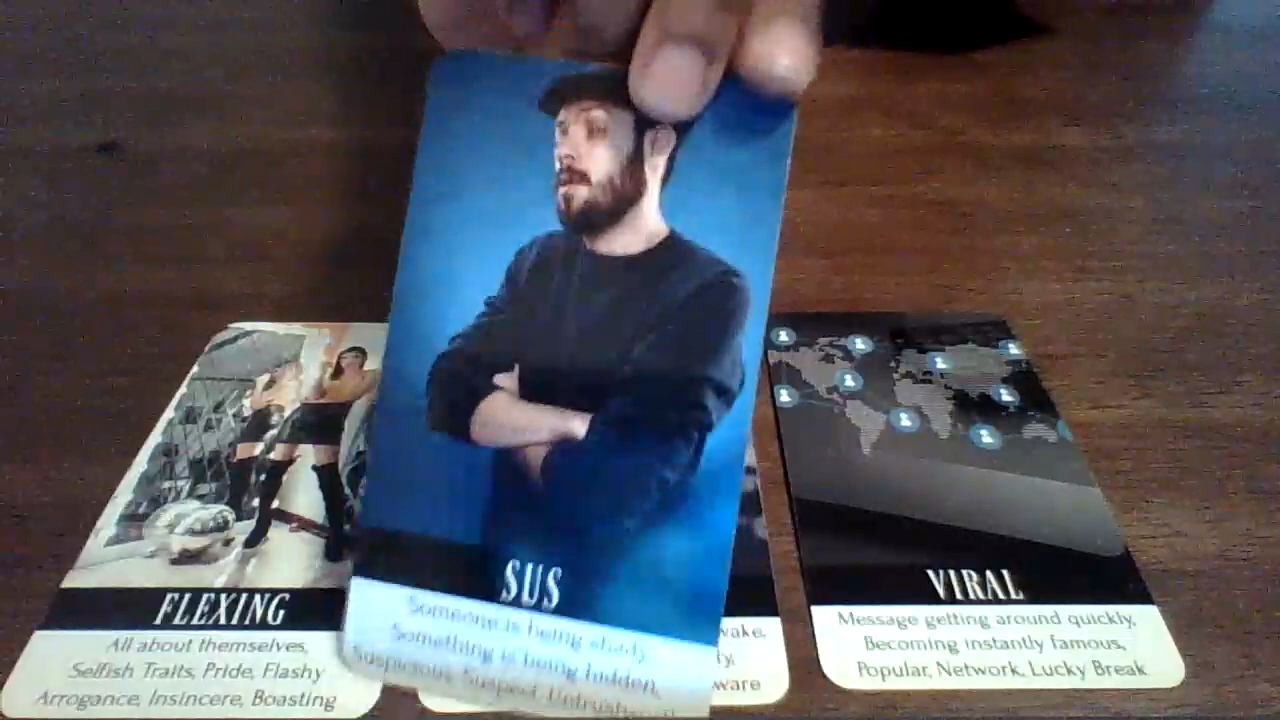 FLEXING
All about themselves,
Selfish Traits, Pride, Flashy
Arrogance, Insincere, Boasting
SUS
Someone is being shady,
Something is being hidden,
Suspicious, Suspect,
VIRAL
Message getting around quickly,
Becoming instantly famous,
Popular, Network, Lucky Break